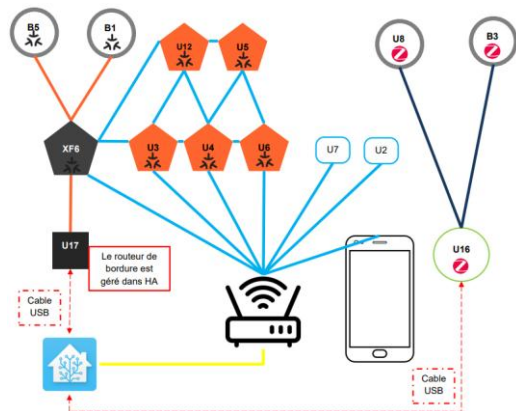 B5
B1
U12
U5
U8
B3
XF6
U3
U4
U6
U7
U2
U17
Le routeur de
bordure est
géré dans HA
U16
Cable
USB
Cable
USB